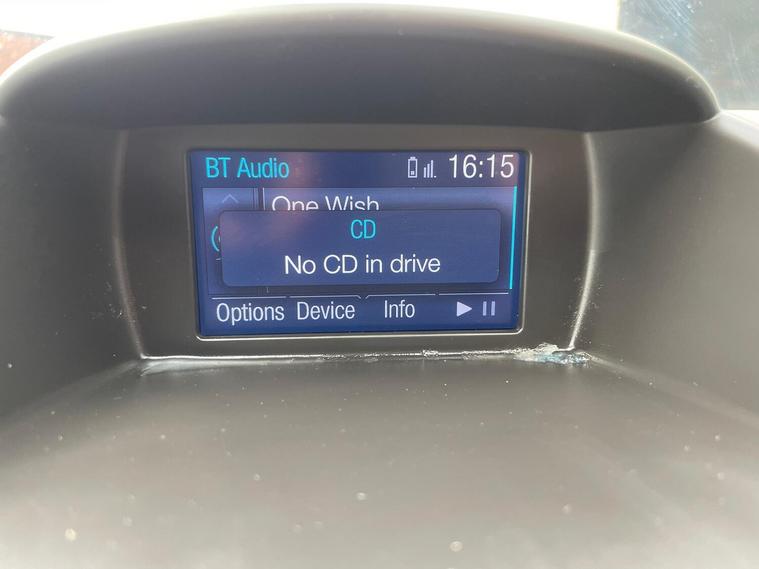 BT Audio 16:15
One Wish
CD
No CD in drive
Options Device Info